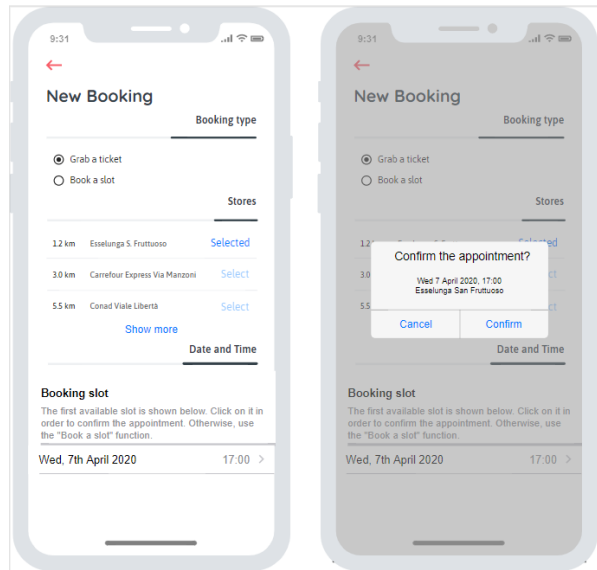 9:31
New Booking
Booking type
Grab a ticket
Book a slot
Stores
1.2 km Esselunga S. Fruttuoso Selected
3.0 km Carrefour Express Via Manzoni Select
5.5 km Conad Viale Libertà Select
Show more
Date and Time
Booking slot
The first available slot is shown below. Click on it in
order to confirm the appointment. Otherwise, use
the "Book a slot" function.
Wed, 7th April 2020 17:00
9:31
New Booking
Booking type
Grab a ticket
Book a slot
Stores
Confirm the appointment?
Wed 7 April 2020, 17:00
Esselunga San Fruttuoso
Cancel Confirm
Date and Time
Booking slot
The first available slot is shown below. Click on it in
order to confirm the appointment. Otherwise, use
the "Book a slot" function.
Wed, 7th April 2020 17:00